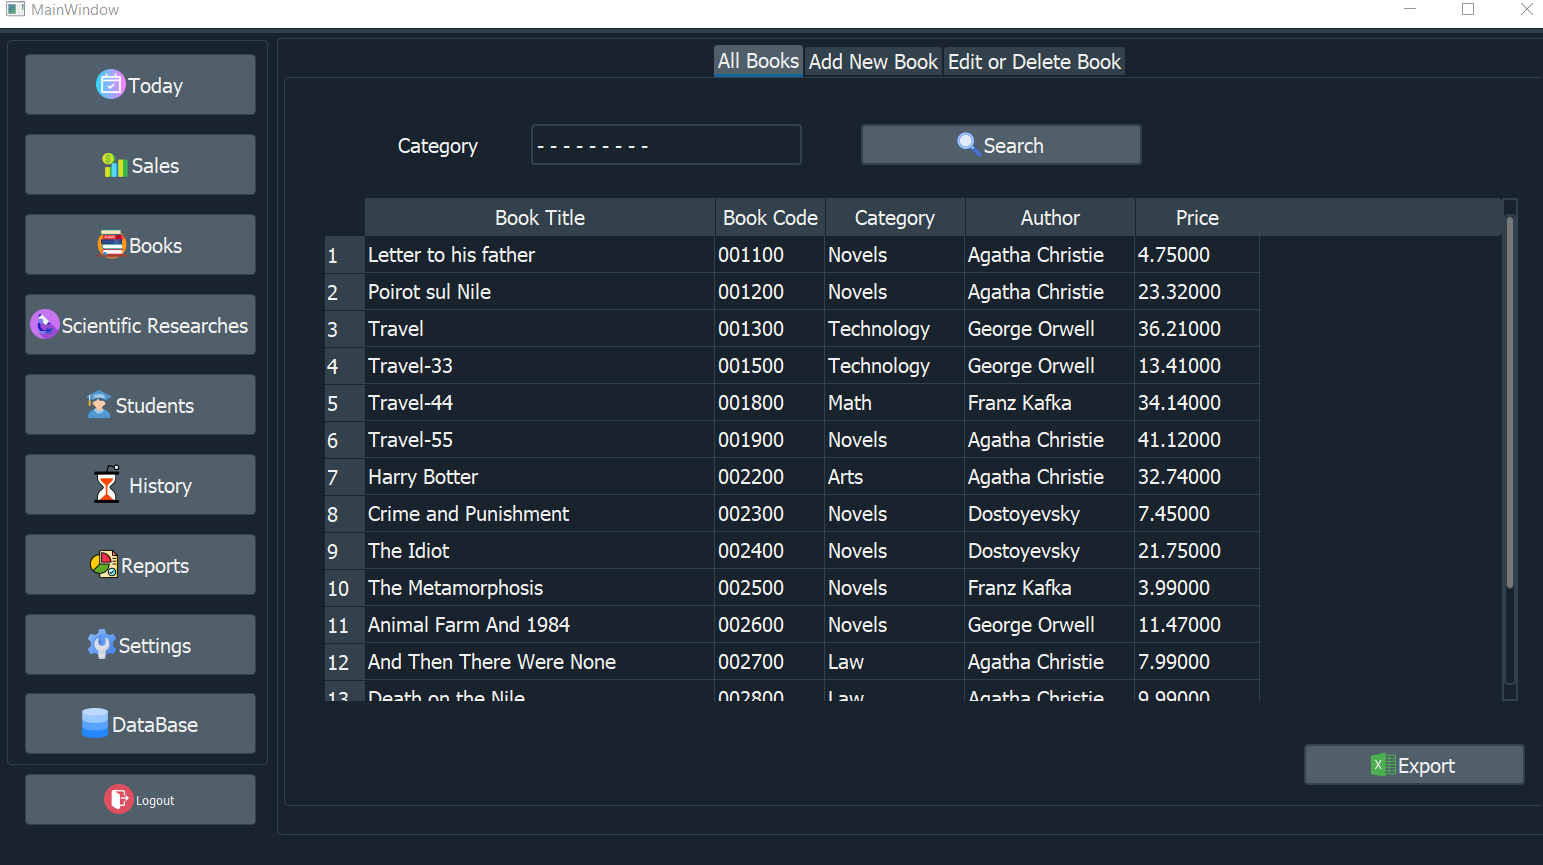 MainWindow
Today
Sales
Books
Scientific Researches
Students
History
Reports
Settings
DataBase
Logout
All Books Add New Book Edit or Delete Book
Category - - - - - - - - - Search
Book Title Book Code Category Author Price
1 Letter to his father 001100 Novels Agatha Christie 4.75000
2 Poirot sul Nile 001200 Novels Agatha Christie 23.32000
3 Travel 001300 Technology George Orwell 36.21000
4 Travel-33 001500 Technology George Orwell 13.41000
5 Travel-44 001800 Math Franz Kafka 34.14000
6 Travel-55 001900 Novels Agatha Christie 41.12000
7 Harry Botter 002200 Arts Agatha Christie 32.74000
8 Crime and Punishment 002300 Novels Dostoyevsky 7.45000
9 The Idiot 002400 Novels Dostoyevsky 21.75000
10 The Metamorphosis 002500 Novels Franz Kafka 3.99000
11 Animal Farm And 1984 002600 Novels George Orwell 11.47000
12 And Then There Were None 002700 Law Agatha Christie 7.99000
13 Death on the Nile 002800 Law Agatha Christie 9.99000
Export